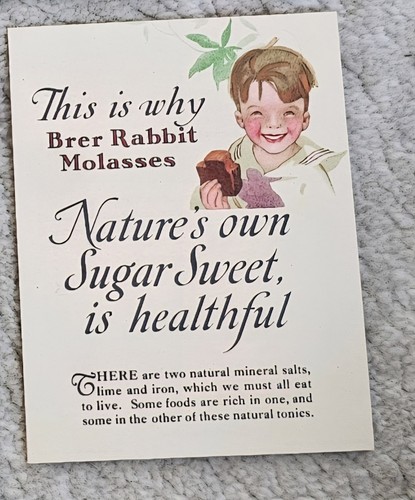 This is why
Brer Rabbit
Molasses
Nature's own
Sugar Sweet,
is healthful
THERE are two natural mineral salts,
lime and iron, which we must all eat
to live. Some foods are rich in one, and
some in the other of these natural tonics.